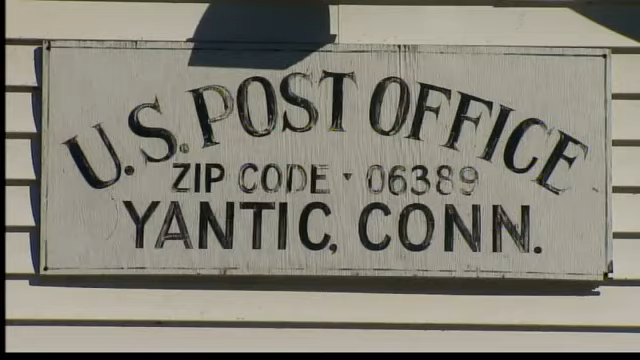 U.S. POST OFFICE
ZIP CODE · 06389
YANTIC, CONN.